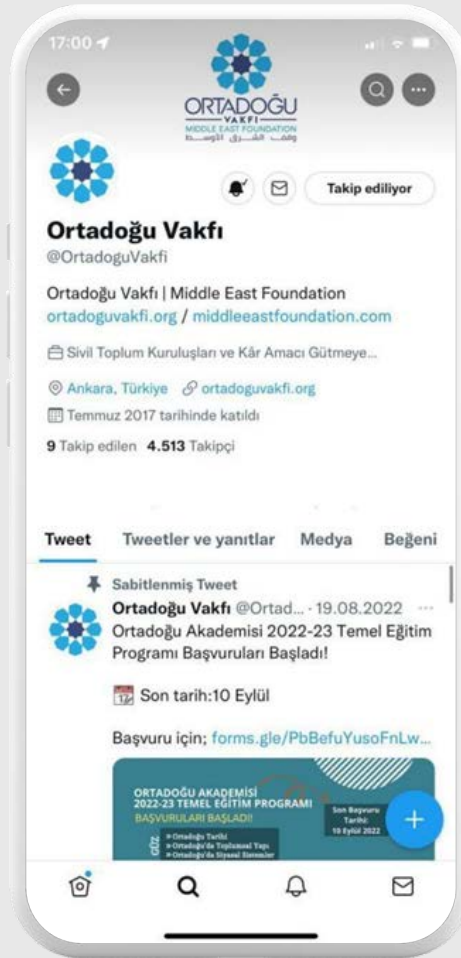 17:00
ORTADOĞU
VAKFI
MIDDLE EAST FOUNDATION
وقف الشرق الأوسط
Takip ediliyor
Ortadoğu Vakfı
@OrtadoguVakfi
Ortadoğu Vakfı | Middle East Foundation
ortadoguvakfi.org / middleeastfoundation.com
Sivil Toplum Kuruluşları ve Kâr Amacı Gütmeye...
Ankara, Türkiye ortadoguvakfi.org
Temmuz 2017 tarihinde katıldı
9 Takip edilen 4.513 Takipçi
Tweet Tweetler ve yanıtlar Medya Beğeni
Sabitlenmiş Tweet
Ortadoğu Vakfı @Ortad... · 19.08.2022
Ortadoğu Akademisi 2022-23 Temel Eğitim
Programı Başvuruları Başladı!
17 Son tarih:10 Eylül
Başvuru için; forms.gle/PbBefuYusoFnLw...
ORTADOĞU AKADEMİSİ
2022-23 TEMEL EĞİTİM PROGRAMI
BAŞVURULARI BAŞLADI!
Son Başvuru
Tarihi:
10 Eylül 2022
GÜZ
» Ortadoğu Tarihi
» Ortadoğu'da Toplumsal Yapı
» Ortadoğu'da Siyasal Sistemler